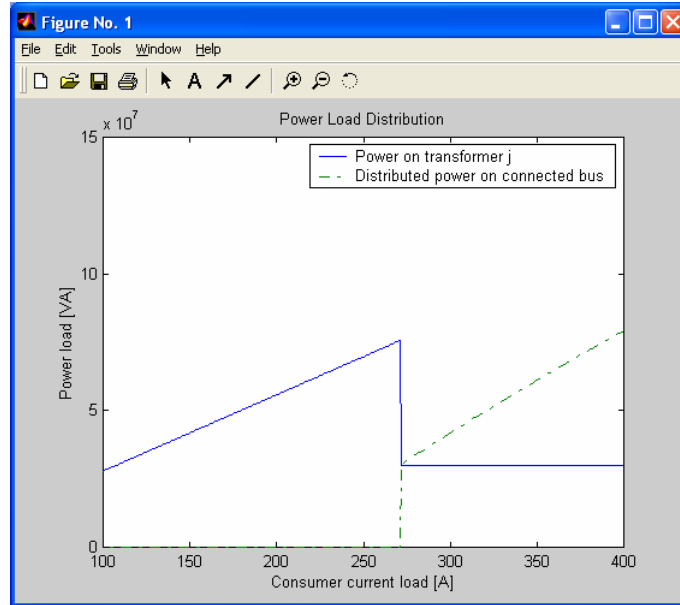 Figure No. 1
File Edit Tools Window Help
A
Power Load Distribution
x 10^7
15
Power on transformer j
Distributed power on connected bus
10
Power load [VA]
5
0
100 150 200 250 300 350 400
Consumer current load [A]